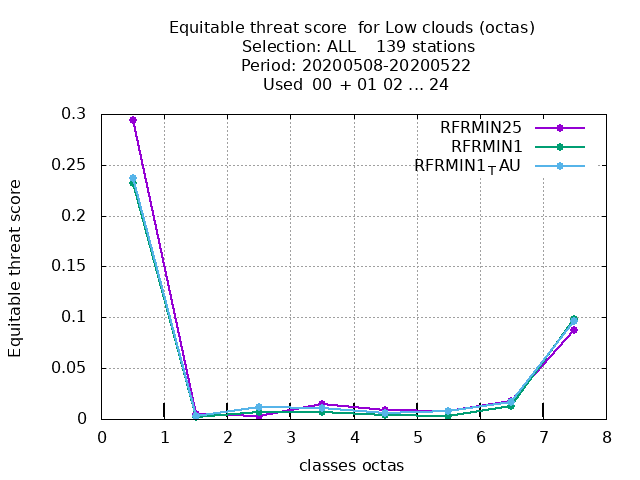 Equitable threat score  for Low clouds (octas)
Selection: ALL    139 stations
Period: 20200508-20200522
Used  00 + 01 02 ... 24
RFRMIN25
RFRMIN1
RFRMIN1TAU
0.3
0.25
0.2
0.15
0.1
0.05
0
Equitable threat score
0 1 2 3 4 5 6 7 8
classes octas